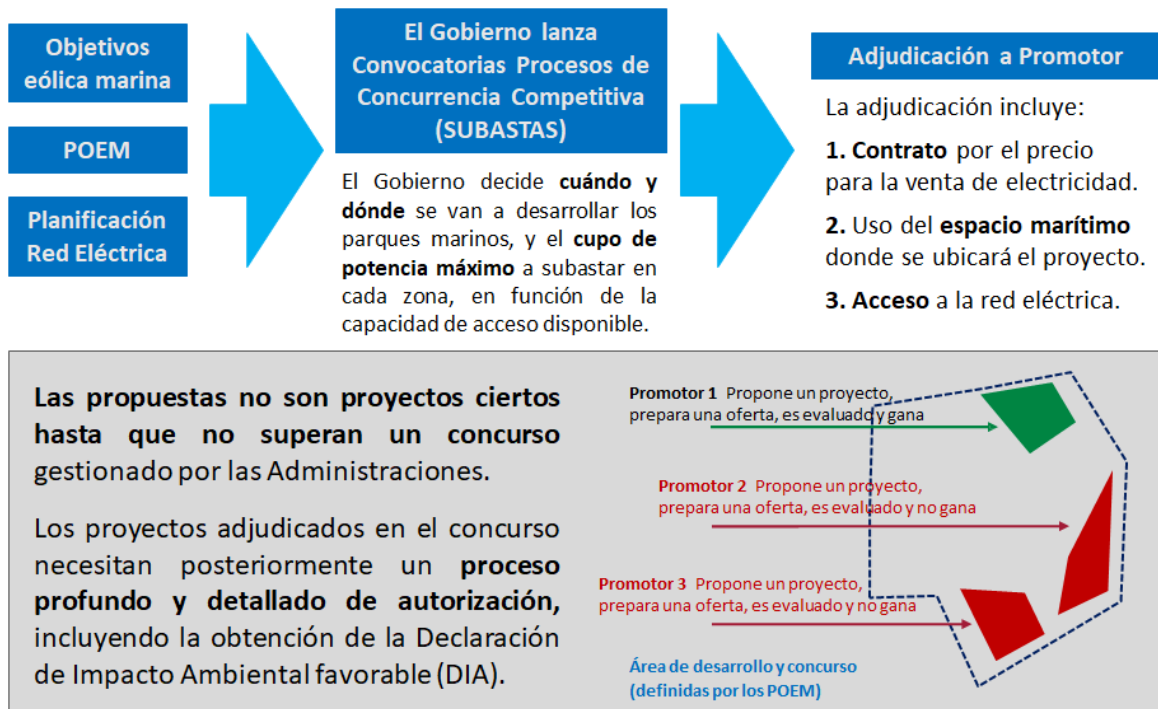 Objetivos
eólica marina
POEM
Planificación
Red Eléctrica
El Gobierno lanza
Convocatorias Procesos de
Concurrencia Competitiva
(SUBASTAS)
El Gobierno decide cuándo y
dónde se van a desarrollar los
parques marinos, y el cupo de
potencia máximo a subastar en
cada zona, en función de la
capacidad de acceso disponible.
Adjudicación a Promotor
La adjudicación incluye:
1. Contrato por el precio
para la venta de electricidad.
2. Uso del espacio marítimo
donde se ubicará el proyecto.
3. Acceso a la red eléctrica.
Las propuestas no son proyectos ciertos
hasta que no superan un concurso
gestionado por las Administraciones.
Los proyectos adjudicados en el concurso
necesitan posteriormente un proceso
profundo y detallado de autorización,
incluyendo la obtención de la Declaración
de Impacto Ambiental favorable (DIA).
Promotor 1 Propone un proyecto,
prepara una oferta, es evaluado y gana
Promotor 2 Propone un proyecto,
prepara una oferta, es evaluado y no gana
Promotor 3 Propone un proyecto,
prepara una oferta, es evaluado y no gana
Área de desarrollo y concurso
(definidas por los POEM)